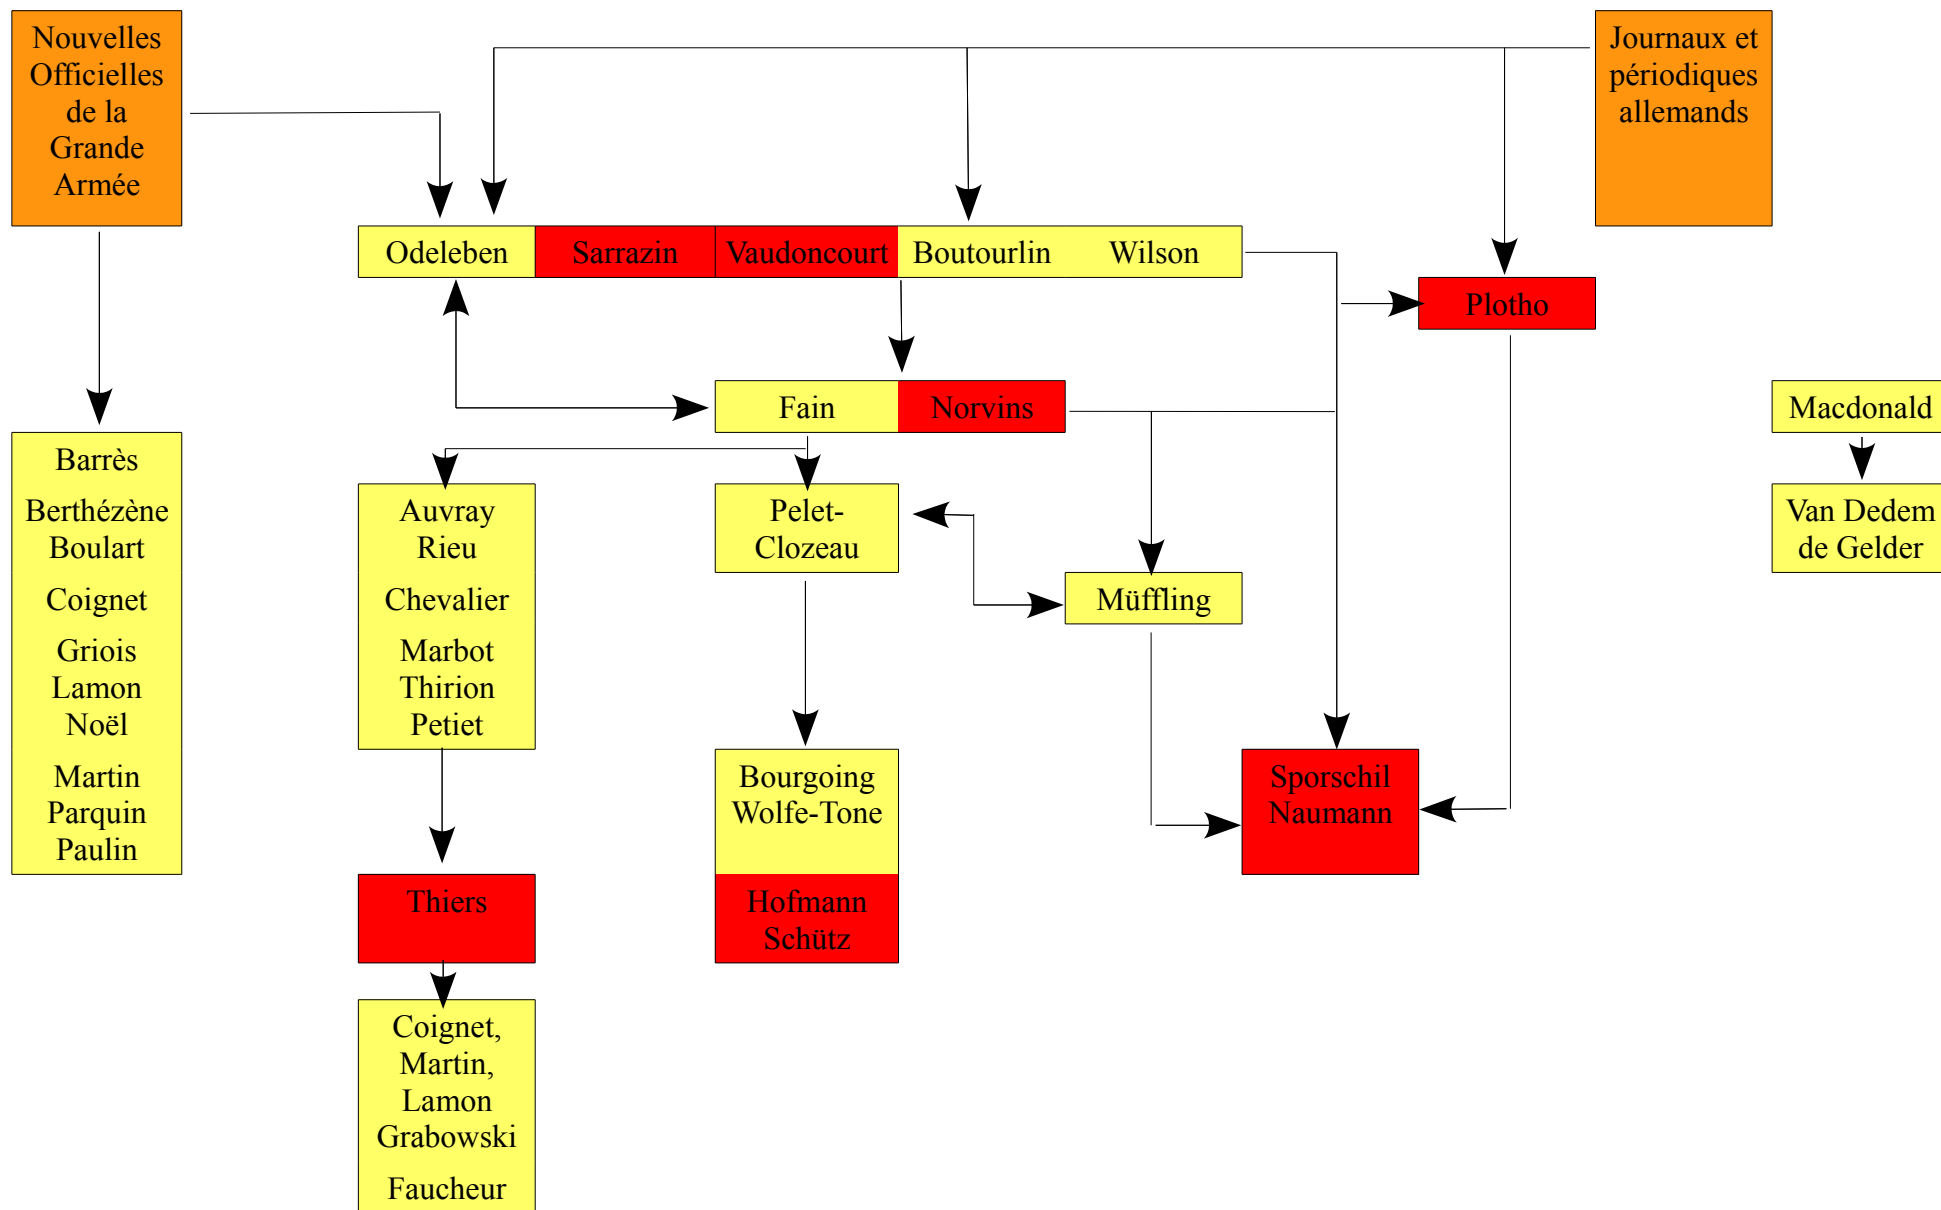 Nouvelles
Officielles
de la
Grande
Armée
Journaux et
périodiques
allemands
Odeleben
Sarrazin
Vaudoncourt
Boutourlin
Wilson
Plotho
Fain
Norvins
Macdonald
Barrès
Berthézène
Boulart
Coignet
Griois
Lamon
Noël
Martin
Parquin
Paulin
Auvray
Rieu
Chevalier
Marbot
Thirion
Petiet
Pelet-
Clozeau
Müffling
Van Dedem
de Gelder
Bourgoing
Wolfe-Tone
Hofmann
Schütz
Sporschil
Naumann
Thiers
Coignet,
Martin,
Lamon
Grabowski
Faucheur